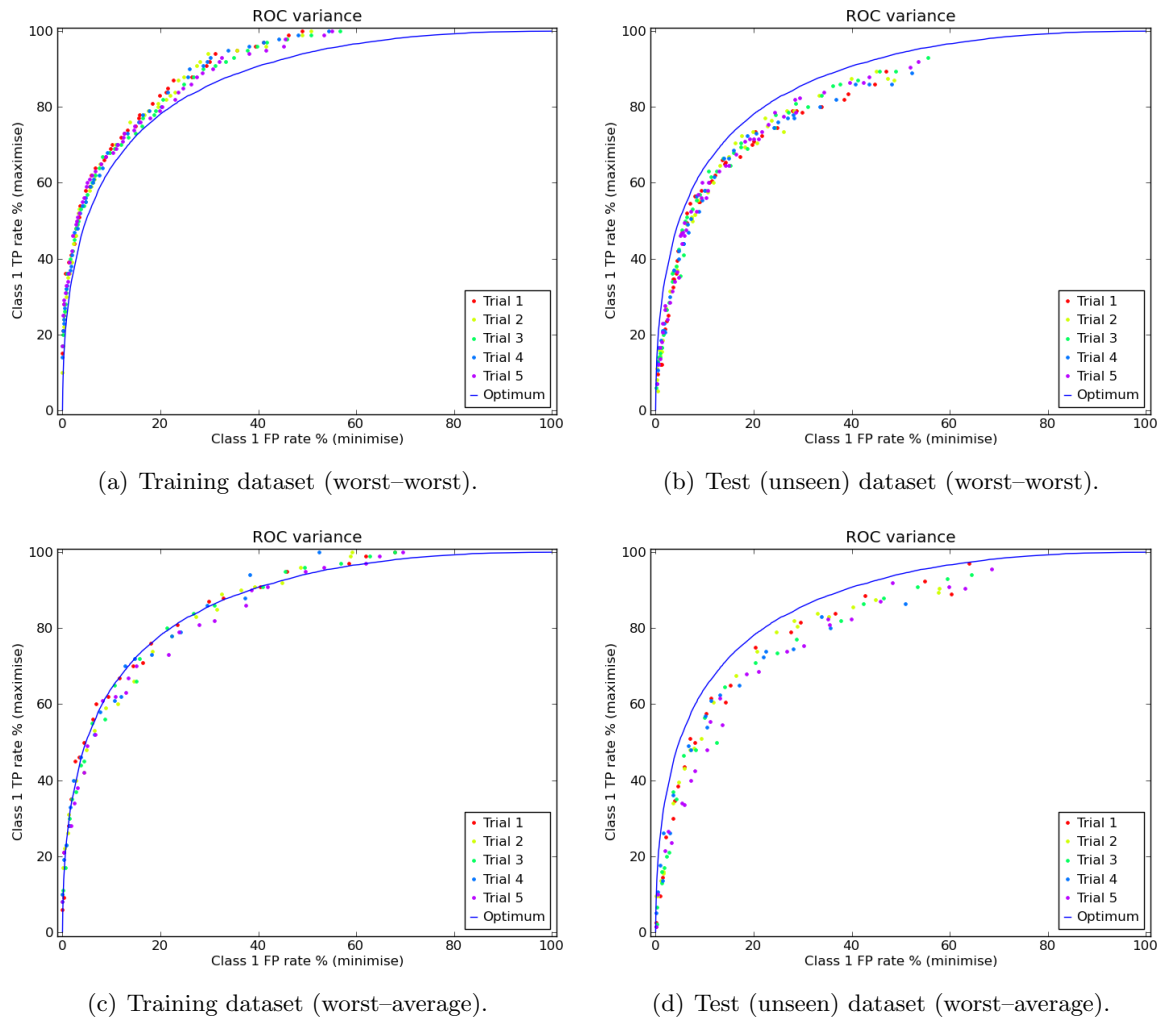 ROC variance
100
80
60
40
20
0
Class 1 TP rate % (maximise)
Trial 1
Trial 2
Trial 3
Trial 4
Trial 5
Optimum
0 20 40 60 80 100
Class 1 FP rate % (minimise)
(a) Training dataset (worst–worst).
ROC variance
100
80
60
40
20
0
Class 1 TP rate % (maximise)
Trial 1
Trial 2
Trial 3
Trial 4
Trial 5
Optimum
0 20 40 60 80 100
Class 1 FP rate % (minimise)
(b) Test (unseen) dataset (worst–worst).
ROC variance
100
80
60
40
20
0
Class 1 TP rate % (maximise)
Trial 1
Trial 2
Trial 3
Trial 4
Trial 5
Optimum
0 20 40 60 80 100
Class 1 FP rate % (minimise)
(c) Training dataset (worst–average).
ROC variance
100
80
60
40
20
0
Class 1 TP rate % (maximise)
Trial 1
Trial 2
Trial 3
Trial 4
Trial 5
Optimum
0 20 40 60 80 100
Class 1 FP rate % (minimise)
(d) Test (unseen) dataset (worst–average).